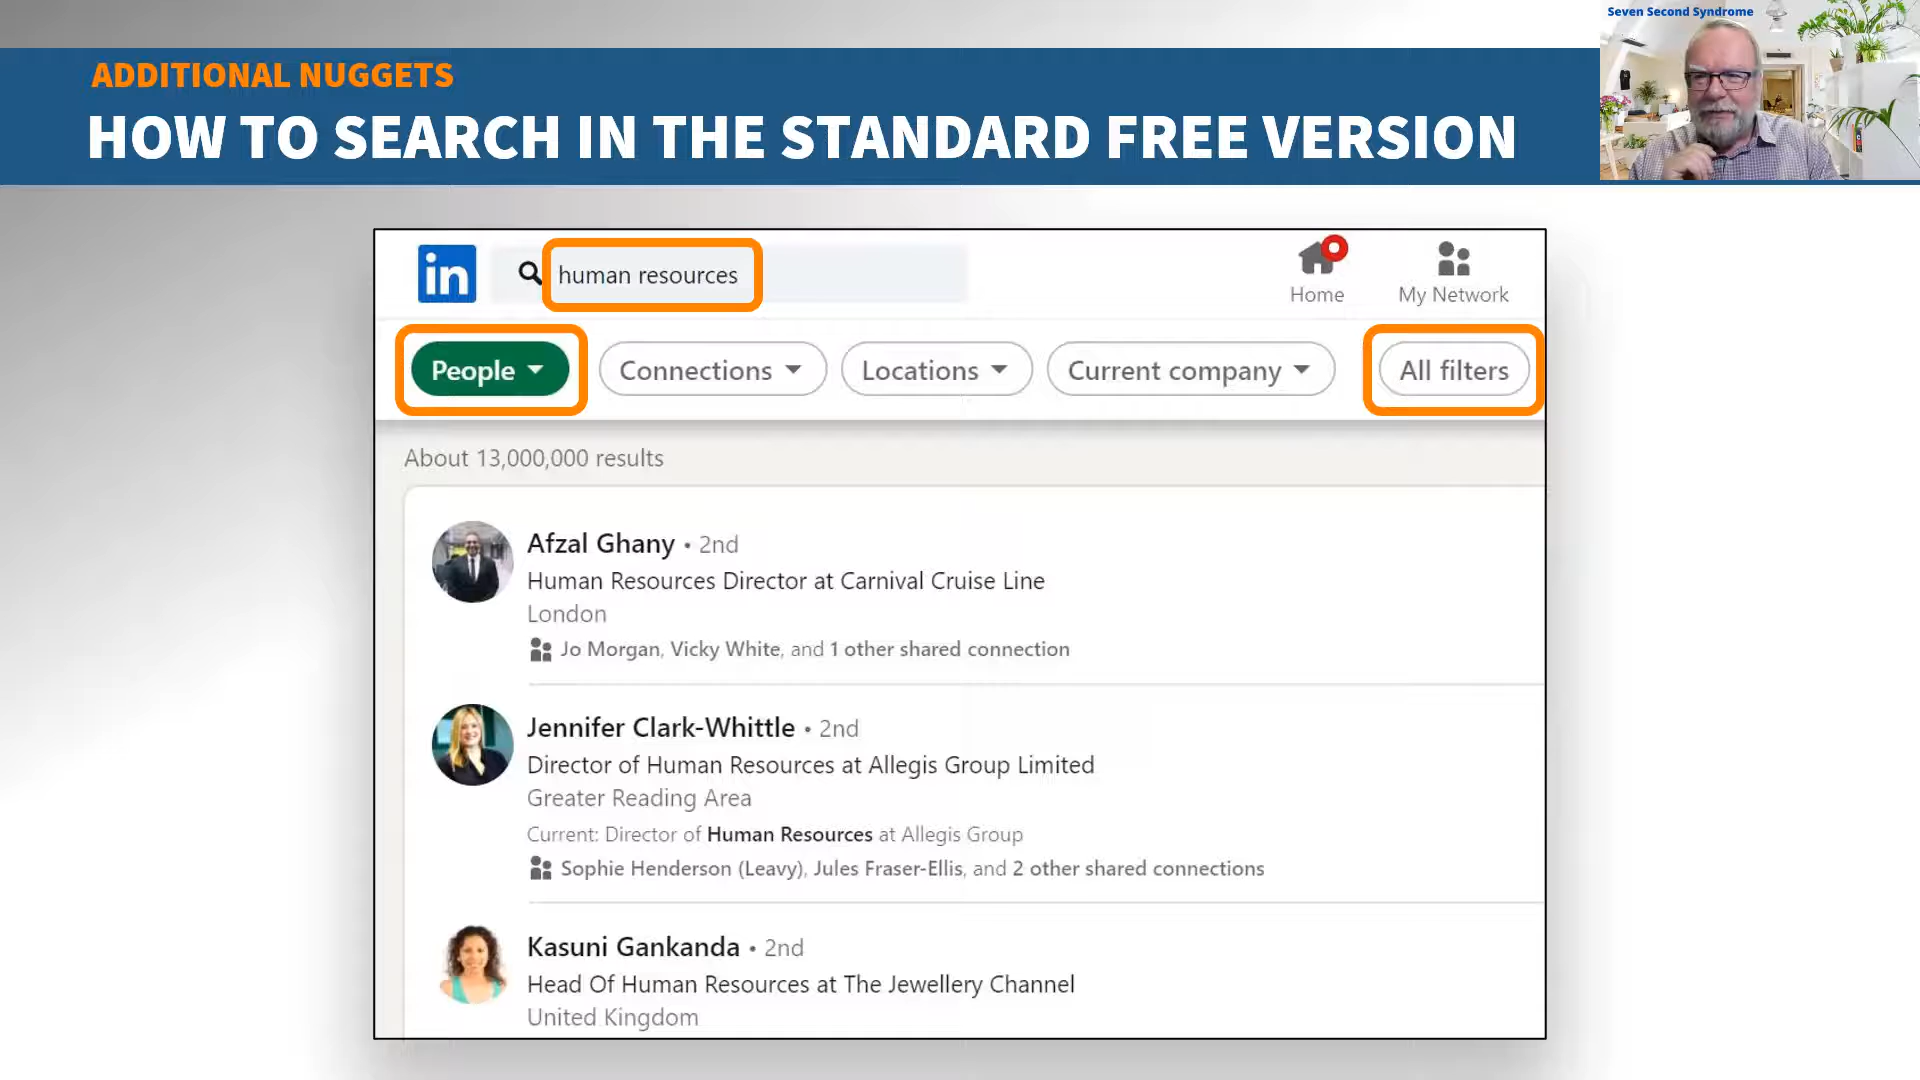 Seven Second Syndrome
ADDITIONAL NUGGETS
HOW TO SEARCH IN THE STANDARD FREE VERSION
in
human resources
Home
My Network
People
Connections
Locations
Current company
All filters
About 13,000,000 results
Afzal Ghany • 2nd
Human Resources Director at Carnival Cruise Line
London
Jo Morgan, Vicky White, and 1 other shared connection
Jennifer Clark-Whittle • 2nd
Director of Human Resources at Allegis Group Limited
Greater Reading Area
Current: Director of Human Resources at Allegis Group
Sophie Henderson (Leavy), Jules Fraser-Ellis, and 2 other shared connections
Kasuni Gankanda • 2nd
Head Of Human Resources at The Jewellery Channel
United Kingdom